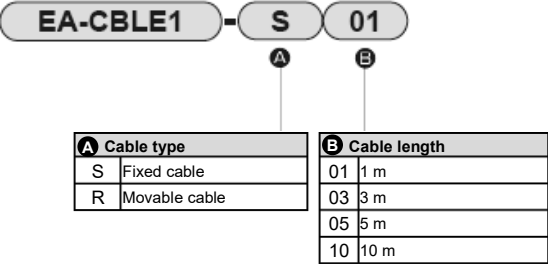 EA-CBLE1 - S 01
A B
A Cable type
S Fixed cable
R Movable cable
B Cable length
01 1 m
03 3 m
05 5 m
10 10 m